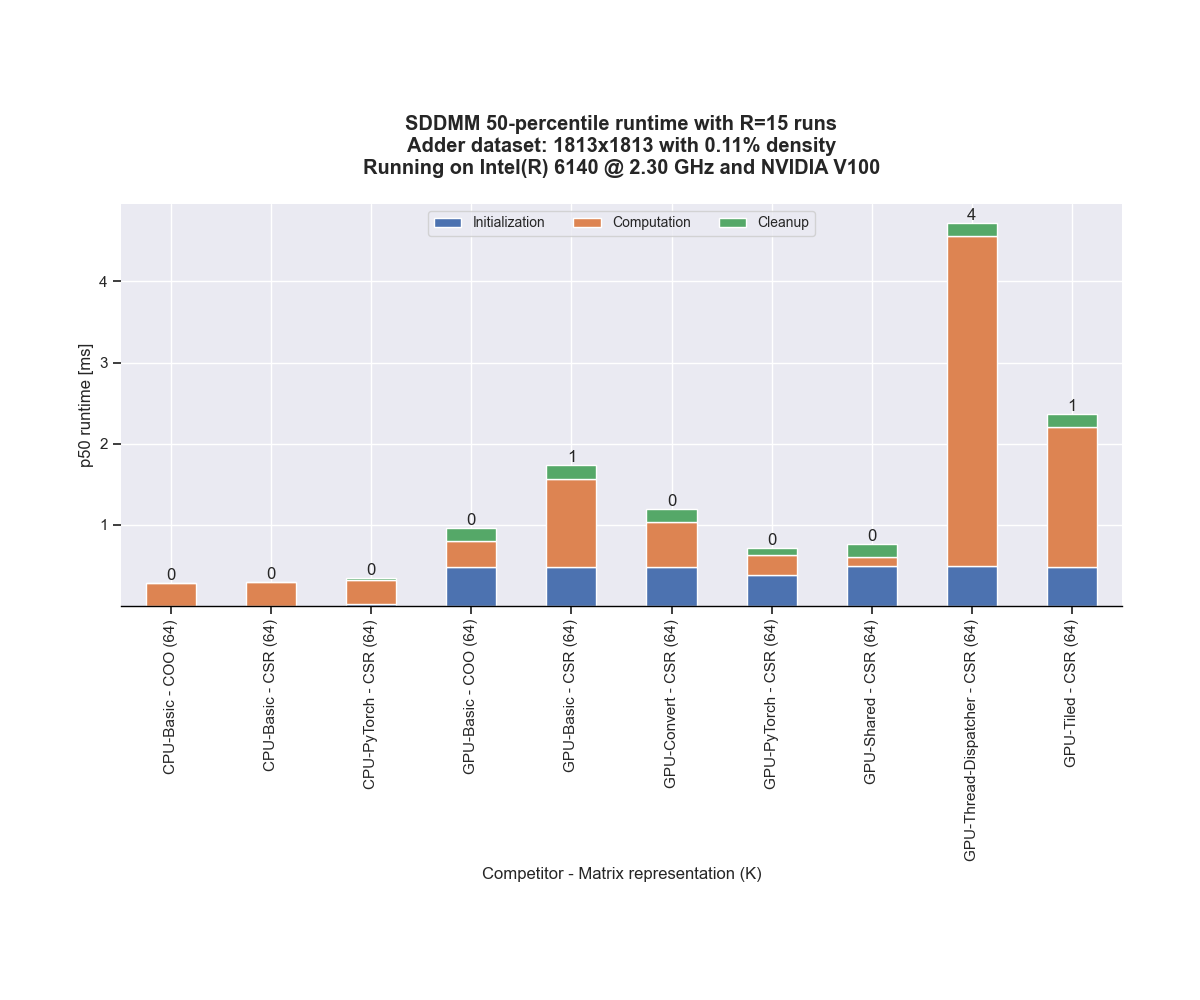 SDDMM 50-percentile runtime with R=15 runs
Adder dataset: 1813x1813 with 0.11% density
Running on Intel(R) 6140 @ 2.30 GHz and NVIDIA V100
Initialization
Computation
Cleanup
p50 runtime [ms]
4
3
2
1
0
0
0
0
1
0
0
0
4
1
CPU-Basic - COO (64)
CPU-Basic - CSR (64)
CPU-PyTorch - CSR (64)
GPU-Basic - COO (64)
GPU-Basic - CSR (64)
GPU-Convert - CSR (64)
GPU-PyTorch - CSR (64)
GPU-Shared - CSR (64)
GPU-Thread-Dispatcher - CSR (64)
GPU-Tiled - CSR (64)
Competitor - Matrix representation (K)